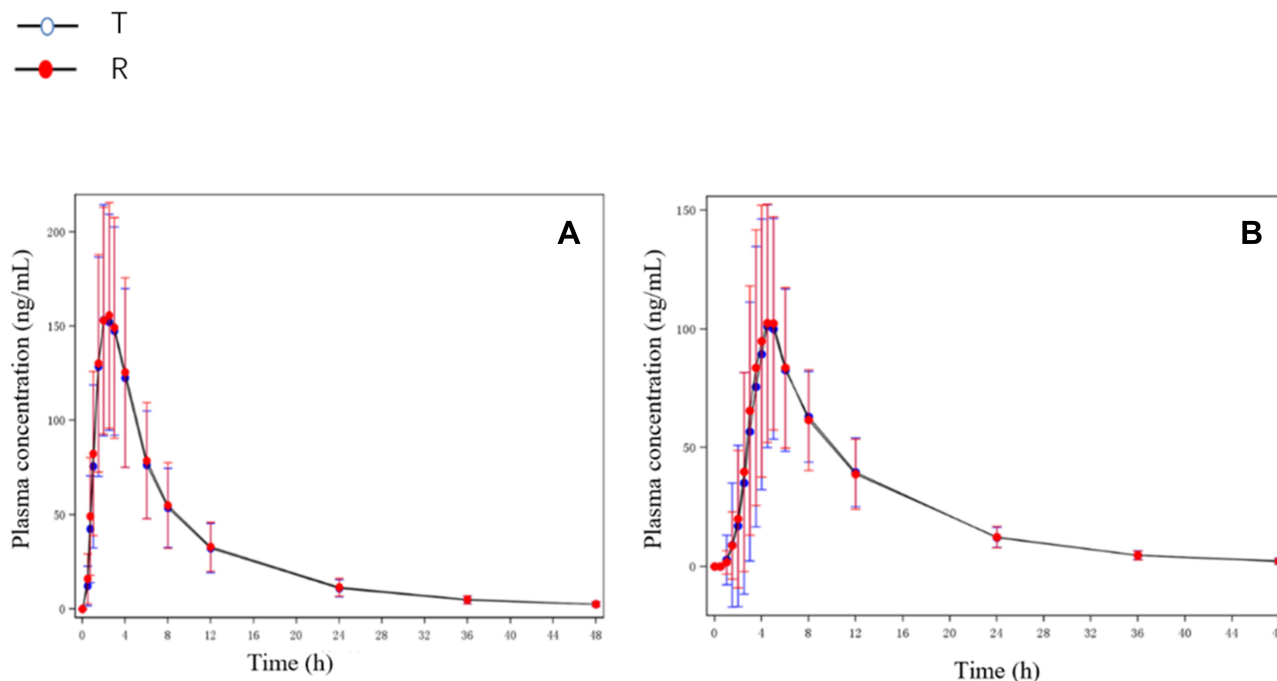 T
R
A
Plasma concentration (ng/mL)
200
150
100
50
0
0 4 8 12 16 20 24 28 32 36 40 44 48
Time (h)
B
Plasma concentration (ng/mL)
150
100
50
0
0 4 8 12 16 20 24 28 32 36 40 44
Time (h)